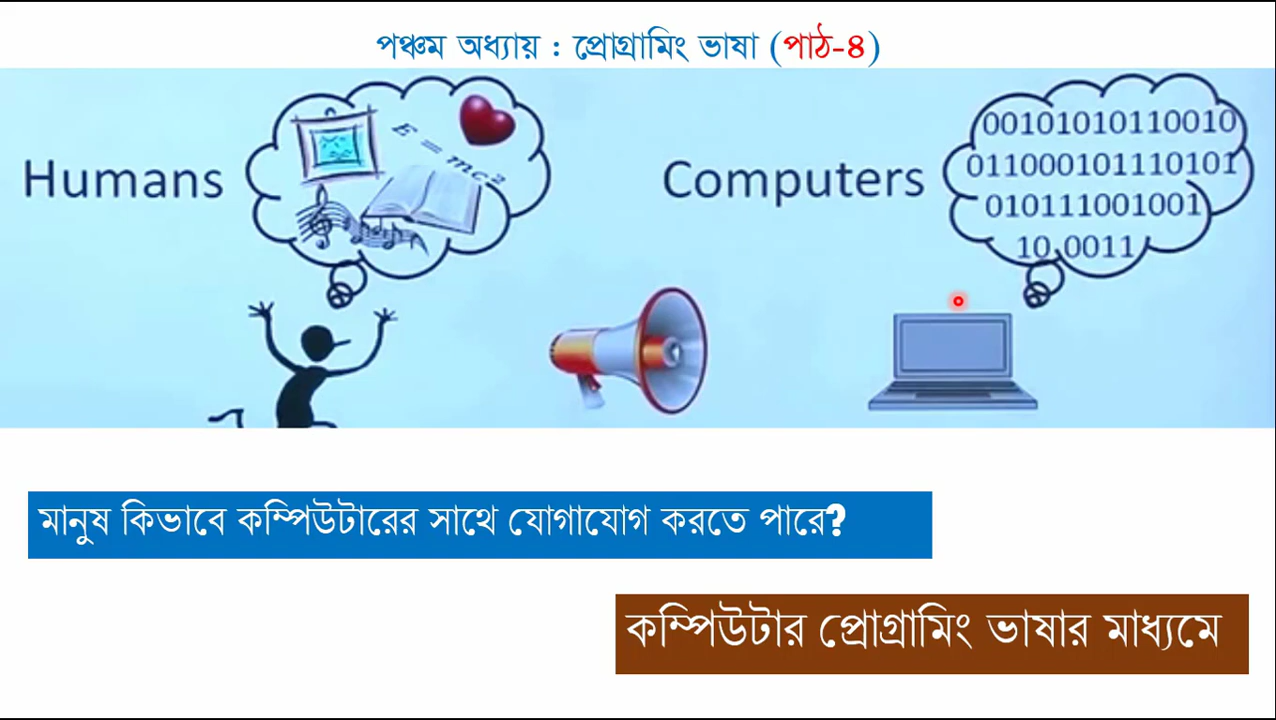 পঞ্চম অধ্যায় : প্রোগ্রামিং ভাষা (পাঠ-৪)
Humans
E = mc²
Computers
00101010110010
011000101110101
010111001001
10 0011
মানুষ কিভাবে কম্পিউটারের সাথে যোগাযোগ করতে পারে?
কম্পিউটার প্রোগ্রামিং ভাষার মাধ্যমে